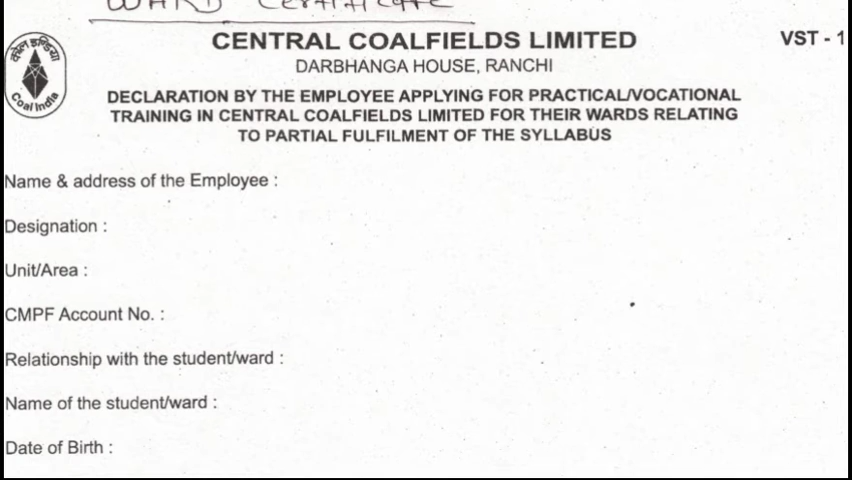 WARD Certificate
CENTRAL COALFIELDS LIMITED
VST - 1
DARBHANGA HOUSE, RANCHI
कोल इण्डिया
Coal India
DECLARATION BY THE EMPLOYEE APPLYING FOR PRACTICAL/VOCATIONAL
TRAINING IN CENTRAL COALFIELDS LIMITED FOR THEIR WARDS RELATING
TO PARTIAL FULFILMENT OF THE SYLLABUS
Name & address of the Employee :
Designation :
Unit/Area :
CMPF Account No. :
Relationship with the student/ward :
Name of the student/ward :
Date of Birth :